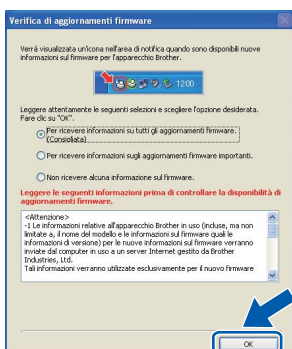 Verifica di aggiornamenti firmware
Verrà visualizzata un'icona nell'area di notifica quando sono disponibili nuove
informazioni sul firmware per l'apparecchio Brother.
12:00
Leggere attentamente le seguenti selezioni e scegliere l'opzione desiderata.
Fare clic su "OK".
Per ricevere informazioni su tutti gli aggiornamenti firmware.
(Consigliata)
Per ricevere informazioni sugli aggiornamenti firmware importanti.
Non ricevere alcuna informazione sul firmware.
Leggere le seguenti informazioni prima di controllare la disponibilità di
aggiornamenti firmware.
<Attenzione>
-1 Le informazioni relative all'apparecchio Brother in uso (incluse, ma non
limitate a, il nome del modello e le informazioni sul firmware quali le
informazioni di versione) per le nuove informazioni sul firmware verranno
inviate dal computer in uso a un server Internet gestito da Brother
Industries, Ltd.
Tali informazioni verranno utilizzate esclusivamente per il nuovo firmware
OK